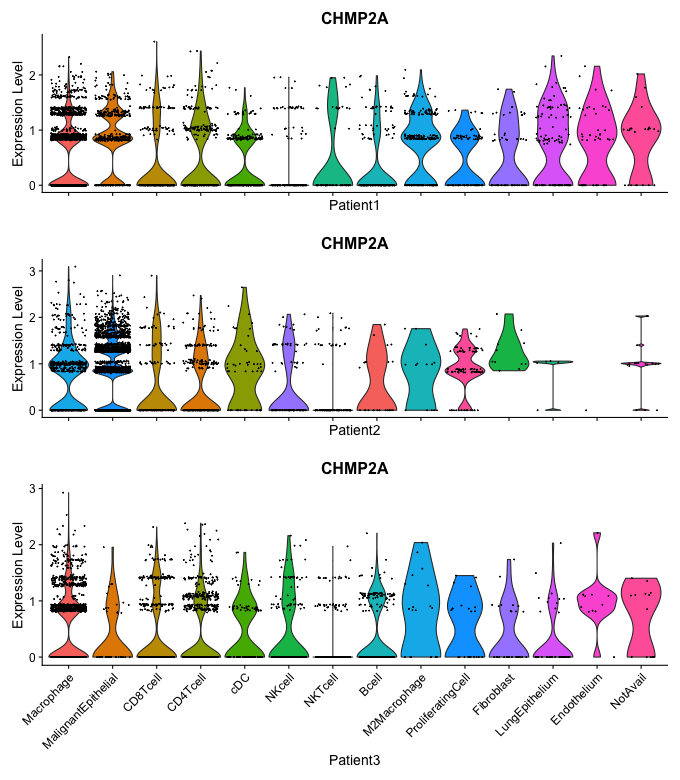 CHMP2A
Expression Level
2
1
0
Patient1
CHMP2A
Expression Level
3
2
1
0
Patient2
CHMP2A
Expression Level
3
2
1
0
Macrophage
MalignantEpithelial
CD8Tcell
CD4Tcell
cDC
NKcell
NKTcell
Bcell
M2Macrophage
ProliferatingCell
Fibroblast
LungEpithelium
Endothelium
NotAvail
Patient3